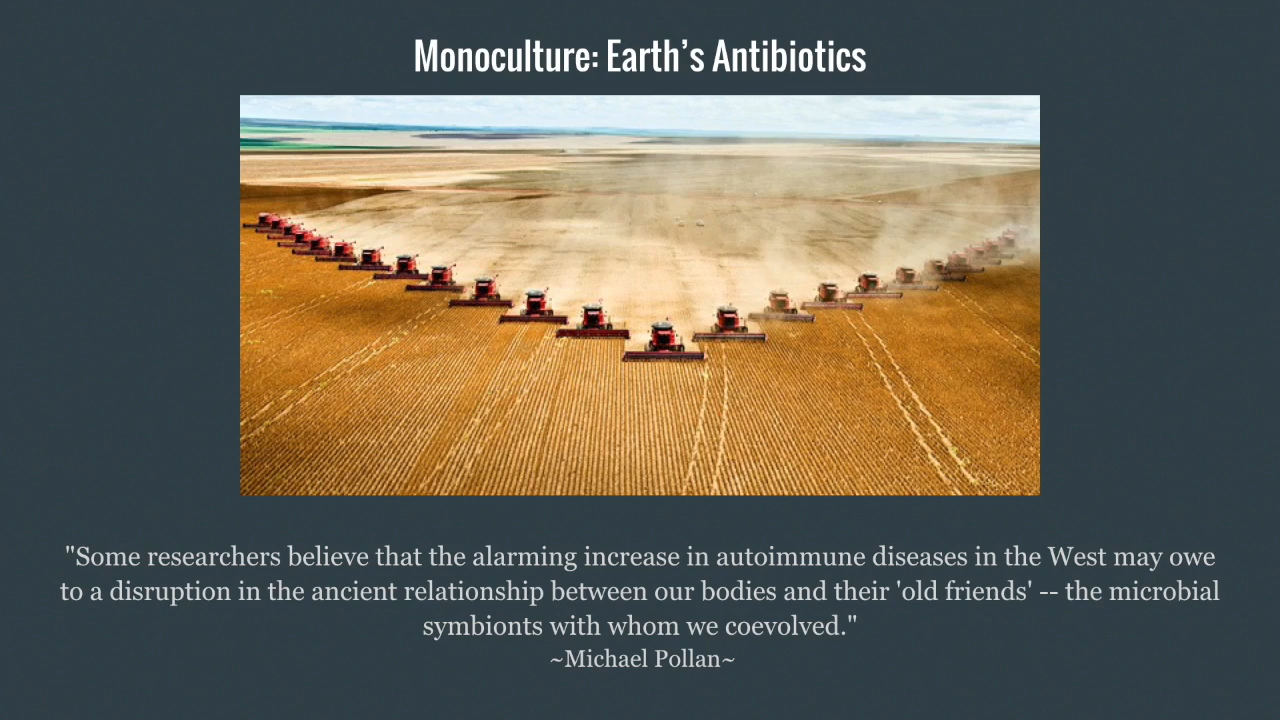 Monoculture: Earth’s Antibiotics
"Some researchers believe that the alarming increase in autoimmune diseases in the West may owe
to a disruption in the ancient relationship between our bodies and their 'old friends' -- the microbial
symbionts with whom we coevolved."
~Michael Pollan~